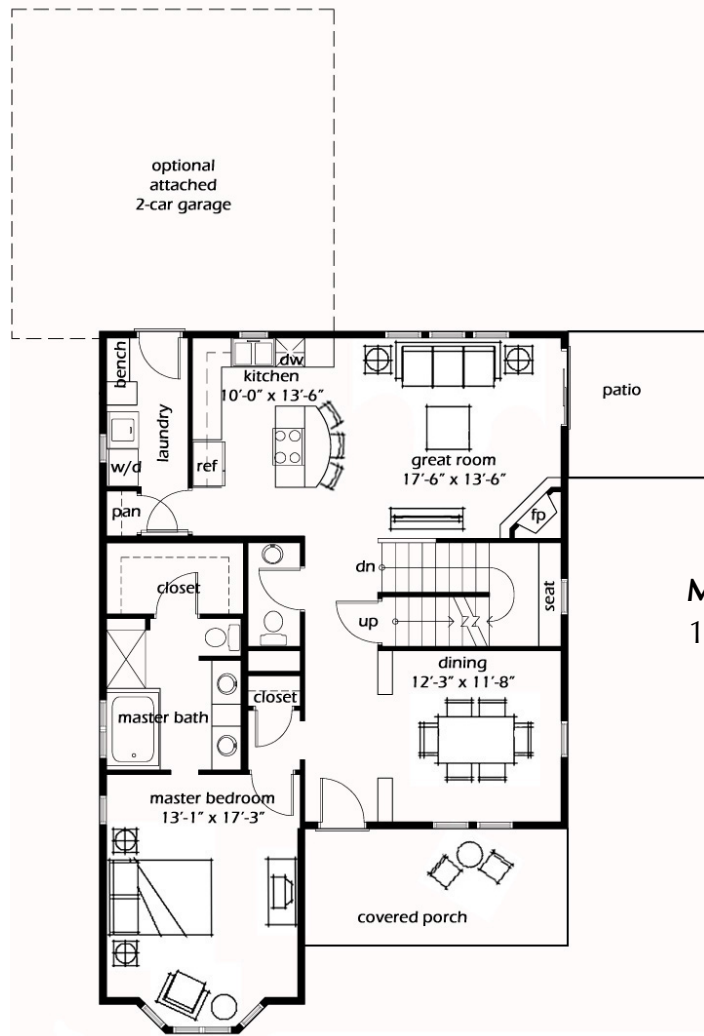 optional
attached
2-car garage
bench
laundry
w/d
pan
dw
kitchen
10'-0" x 13'-6"
ref
great room
17'-6" x 13'-6"
fp
patio
closet
dn
up
seat
M
1
dining
12'-3" x 11'-8"
closet
master bath
master bedroom
13'-1" x 17'-3"
covered porch